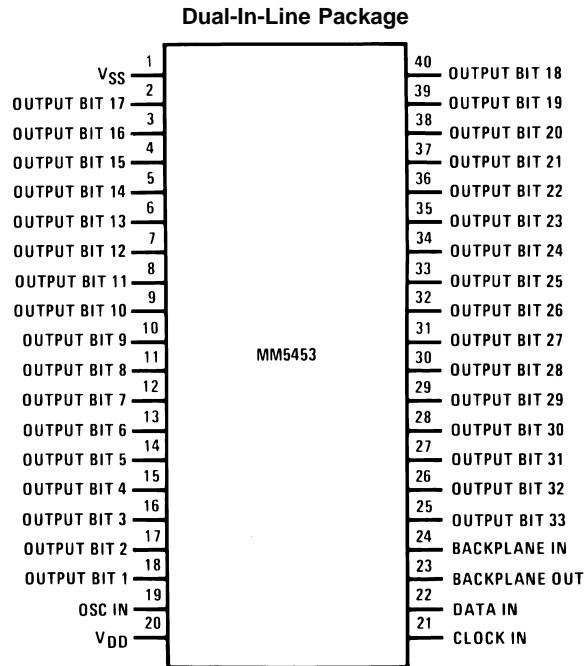 Dual-In-Line Package
VSS 1
OUTPUT BIT 17 2
OUTPUT BIT 16 3
OUTPUT BIT 15 4
OUTPUT BIT 14 5
OUTPUT BIT 13 6
OUTPUT BIT 12 7
OUTPUT BIT 11 8
OUTPUT BIT 10 9
OUTPUT BIT 9 10
OUTPUT BIT 8 11
OUTPUT BIT 7 12
OUTPUT BIT 6 13
OUTPUT BIT 5 14
OUTPUT BIT 4 15
OUTPUT BIT 3 16
OUTPUT BIT 2 17
OUTPUT BIT 1 18
OSC IN 19
VDD 20
MM5453
40 OUTPUT BIT 18
39 OUTPUT BIT 19
38 OUTPUT BIT 20
37 OUTPUT BIT 21
36 OUTPUT BIT 22
35 OUTPUT BIT 23
34 OUTPUT BIT 24
33 OUTPUT BIT 25
32 OUTPUT BIT 26
31 OUTPUT BIT 27
30 OUTPUT BIT 28
29 OUTPUT BIT 29
28 OUTPUT BIT 30
27 OUTPUT BIT 31
26 OUTPUT BIT 32
25 OUTPUT BIT 33
24 BACKPLANE IN
23 BACKPLANE OUT
22 DATA IN
21 CLOCK IN